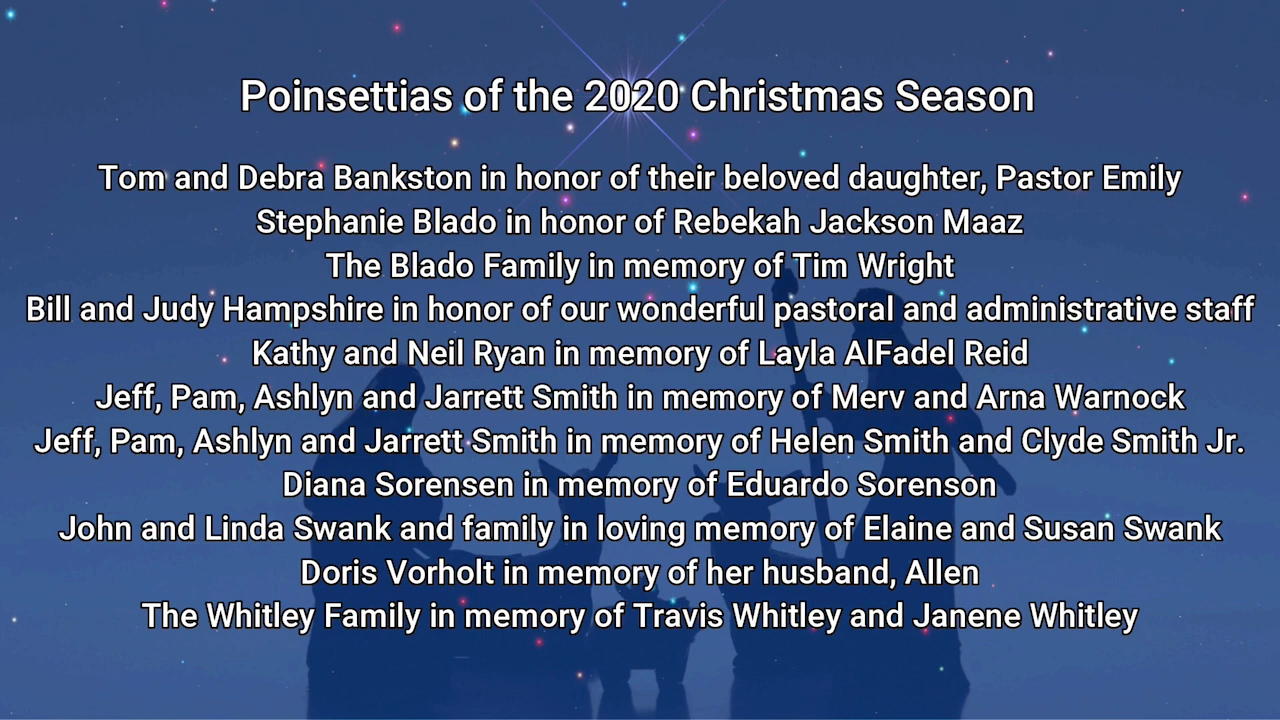 Poinsettias of the 2020 Christmas Season
Tom and Debra Bankston in honor of their beloved daughter, Pastor Emily
Stephanie Blado in honor of Rebekah Jackson Maaz
The Blado Family in memory of Tim Wright
Bill and Judy Hampshire in honor of our wonderful pastoral and administrative staff
Kathy and Neil Ryan in memory of Layla AlFadel Reid
Jeff, Pam, Ashlyn and Jarrett Smith in memory of Merv and Arna Warnock
Jeff, Pam, Ashlyn and Jarrett Smith in memory of Helen Smith and Clyde Smith Jr.
Diana Sorensen in memory of Eduardo Sorenson
John and Linda Swank and family in loving memory of Elaine and Susan Swank
Doris Vorholt in memory of her husband, Allen
The Whitley Family in memory of Travis Whitley and Janene Whitley